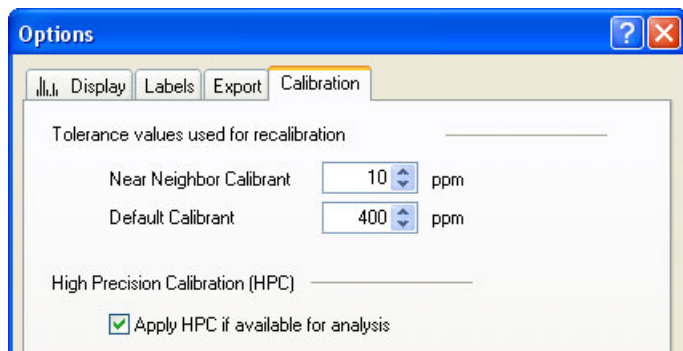 Options
Display Labels Export Calibration
Tolerance values used for recalibration
Near Neighbor Calibrant 10 ppm
Default Calibrant 400 ppm
High Precision Calibration (HPC)
Apply HPC if available for analysis